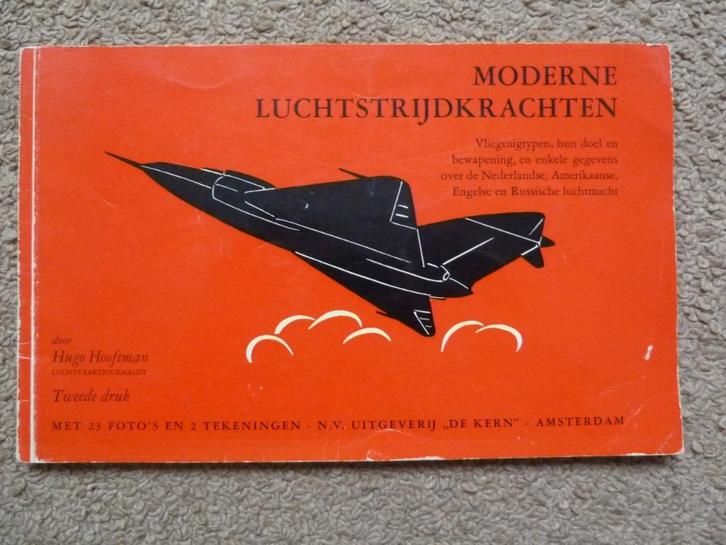 MODERNE
LUCHTSTRIJDKRACHTEN
Vliegtuigtypen, hun doel en
bewapening, en enkele gegevens
over de Nederlandse, Amerikaanse,
Engelse en Russische luchtmacht
door
Hugo Hooftman
LUCHTVAARTJOURNALIST
Tweede druk
MET 25 FOTO'S EN 2 TEKENINGEN - N.V. UITGEVERIJ „DE KERN” - AMSTERDAM